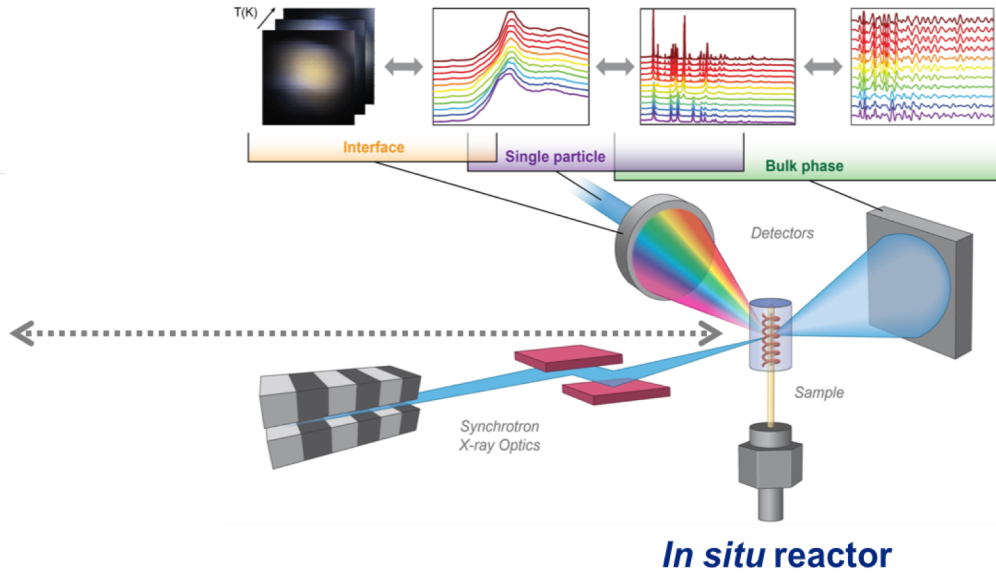 T(K)
Interface
Single particle
Bulk phase
Detectors
Sample
Synchrotron
X-ray Optics
In situ reactor